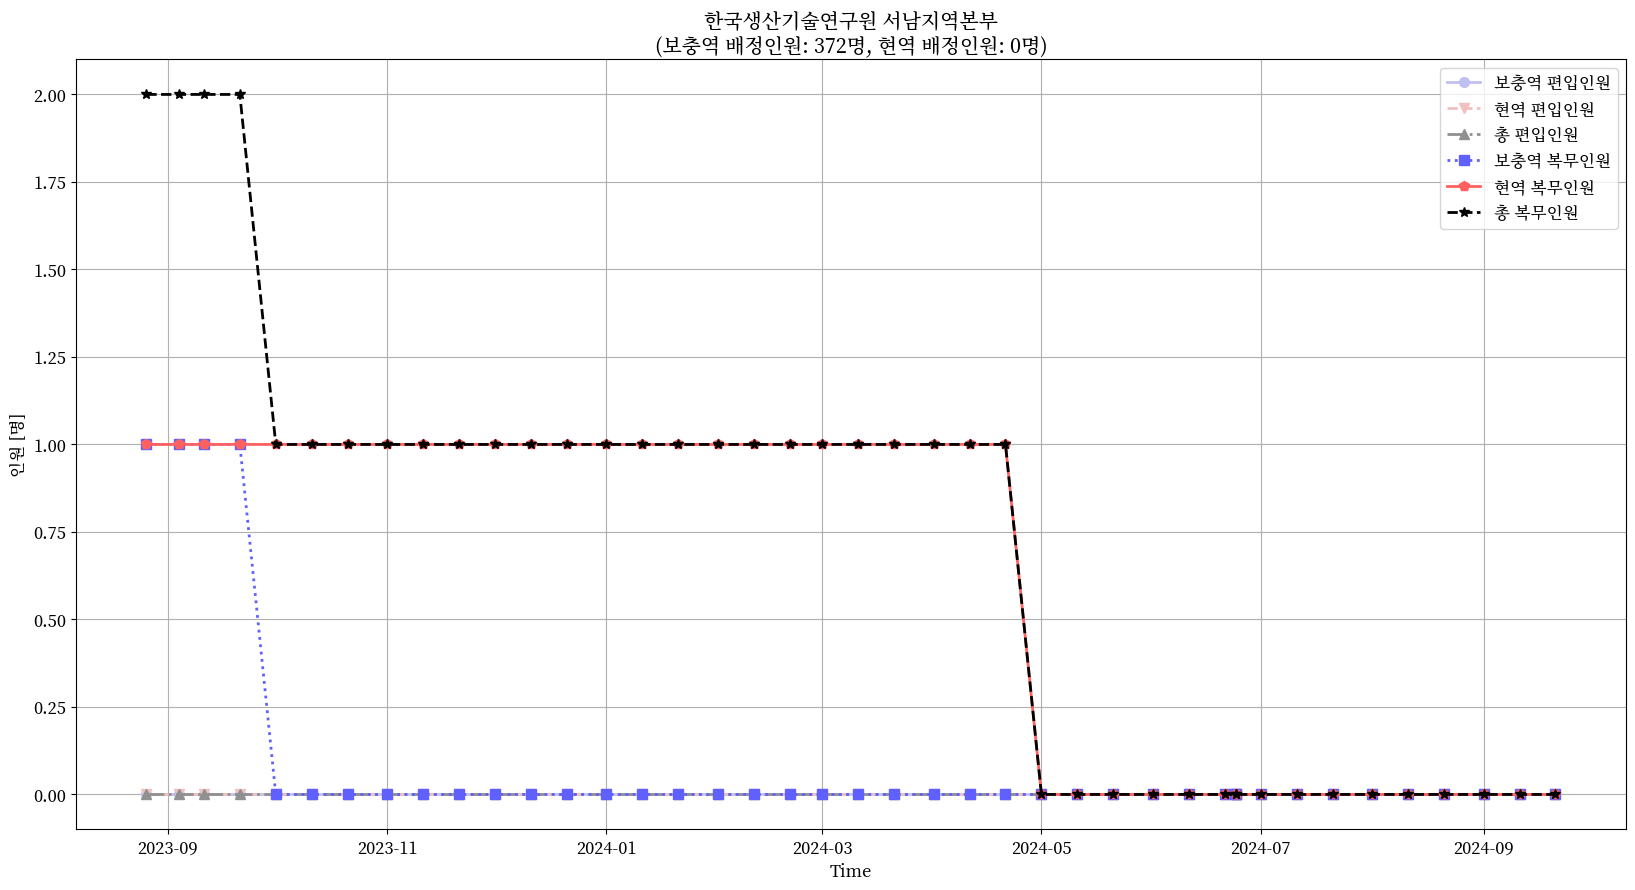 한국생산기술연구원 서남지역본부
(보충역 배정인원: 372명, 현역 배정인원: 0명)
보충역 편입인원
현역 편입인원
총 편입인원
보충역 복무인원
현역 복무인원
총 복무인원
2.00
1.75
1.50
1.25
1.00
0.75
0.50
0.25
0.00
인원 [명]
2023-09 2023-11 2024-01 2024-03 2024-05 2024-07 2024-09
Time